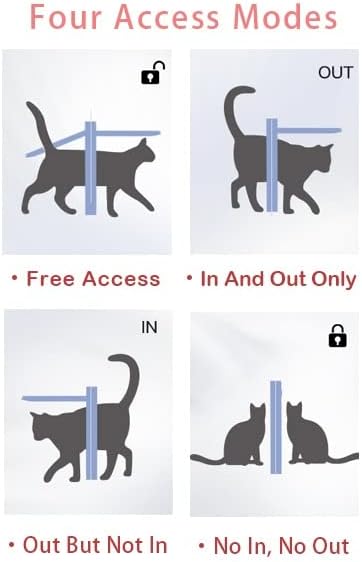 Four Access Modes
OUT
• Free Access
• In And Out Only
IN
• Out But Not In
• No In, No Out